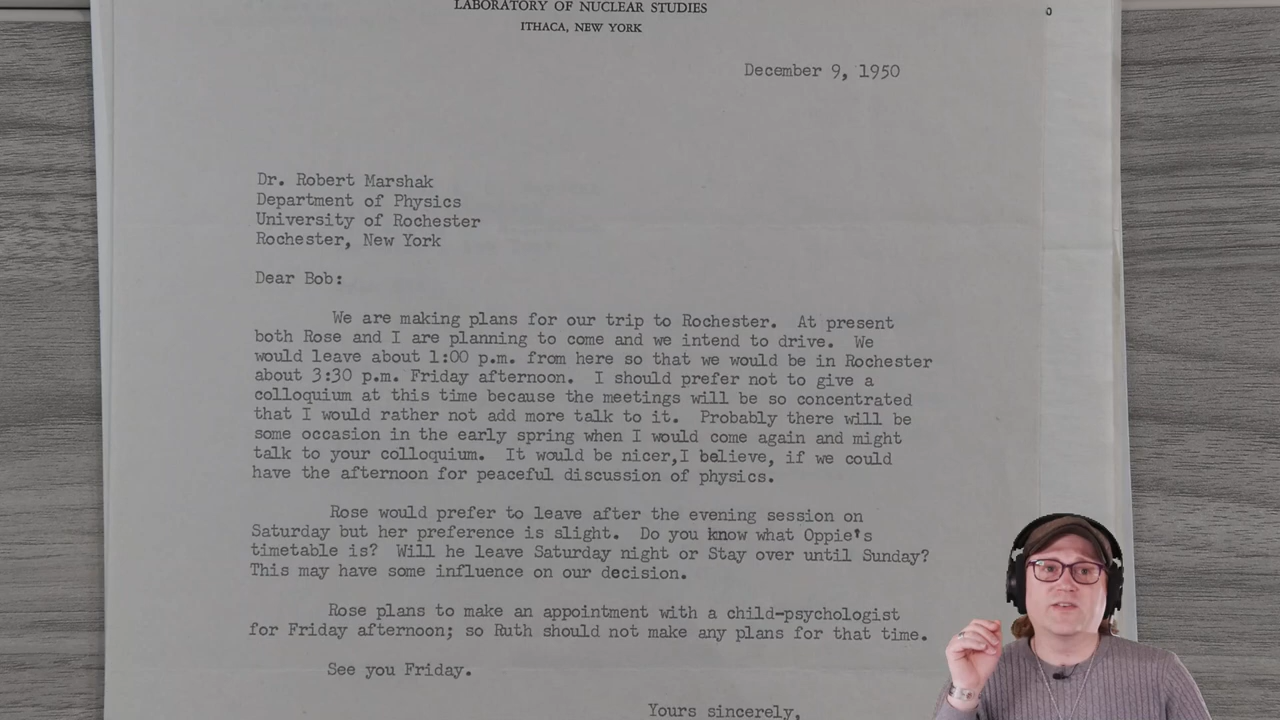 LABORATORY OF NUCLEAR STUDIES
ITHACA, NEW YORK
December 9, 1950
Dr. Robert Marshak
Department of Physics
University of Rochester
Rochester, New York
Dear Bob:
We are making plans for our trip to Rochester. At present
both Rose and I are planning to come and we intend to drive. We
would leave about 1:00 p.m. from here so that we would be in Rochester
about 3:30 p.m. Friday afternoon. I should prefer not to give a
colloquium at this time because the meetings will be so concentrated
that I would rather not add more talk to it. Probably there will be
some occasion in the early spring when I would come again and might
talk to your colloquium. It would be nicer,I believe, if we could
have the afternoon for peaceful discussion of physics.
Rose would prefer to leave after the evening session on
Saturday but her preference is slight. Do you know what Oppie's
timetable is? Will he leave Saturday night or Stay over until Sunday?
This may have some influence on our decision.
Rose plans to make an appointment with a child-psychologist
for Friday afternoon; so Ruth should not make any plans for that time.
See you Friday.
Yours sincerely,